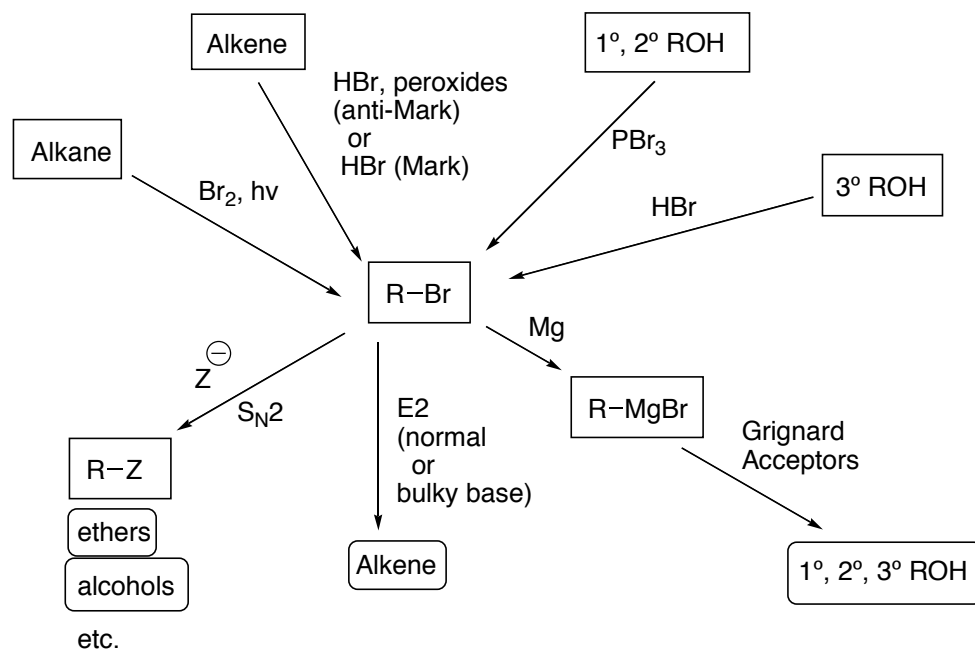 Alkene
1º, 2º ROH
HBr, peroxides
(anti-Mark)
or
HBr (Mark)
Alkane
PBr3
Br2, hv
HBr
3º ROH
R–Br
Mg
Z⊖
SN2
E2
(normal
or
bulky base)
R–MgBr
Grignard
Acceptors
R–Z
ethers
alcohols
etc.
Alkene
1º, 2º, 3º ROH